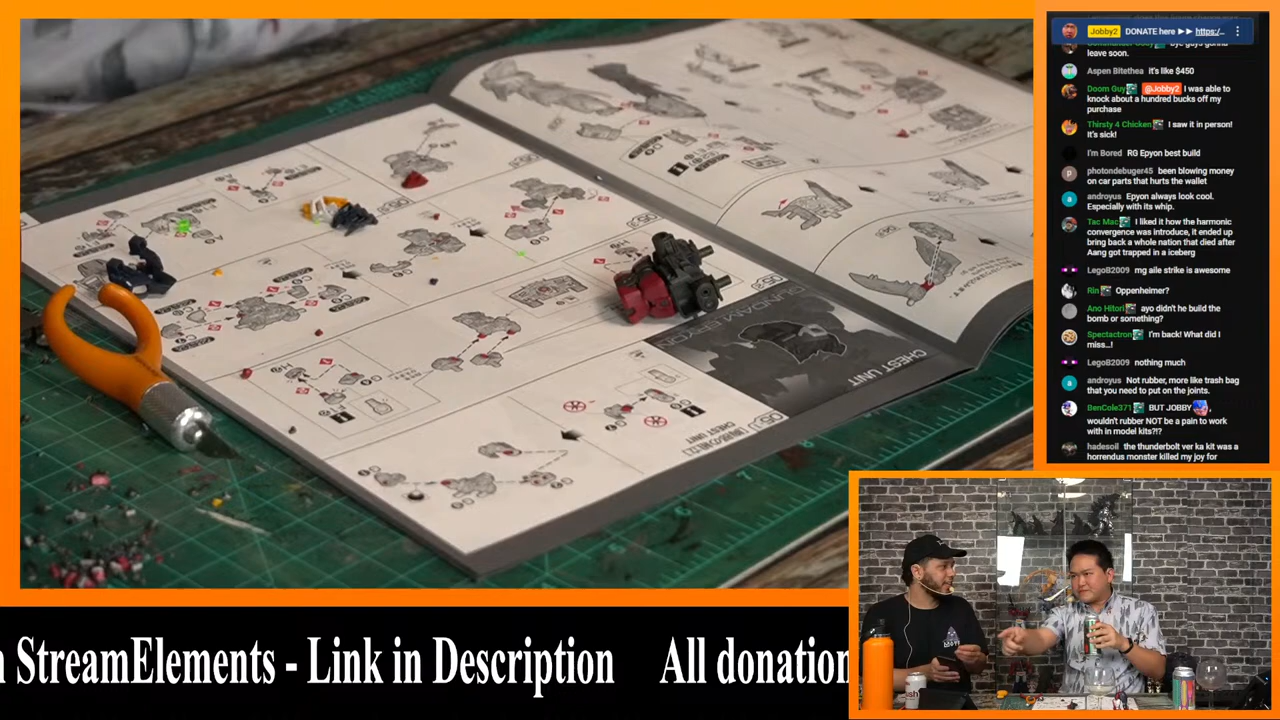 Jobby2 DONATE here ►► https:/...
leave soon.
Aspen Bitethea it's like $450
Doom Guy @Jobby2 I was able to
knock about a hundred bucks off my
purchase
Thirsty 4 Chicken I saw it in person!
It's sick!
I'm Bored RG Epyon best build
photondebuger45 been blowing money
on car parts that hurts the wallet
androyus Epyon always look cool.
Especially with its whip.
Tac Mac I liked it how the harmonic
convergence was introduce, it ended up
bring back a whole nation that died after
Aang got trapped in a iceberg
LegoB2009 mg aile strike is awesome
Rin Oppenheimer?
Ano Hitori ayo didn't he build the
bomb or something?
Spectactron I'm back! What did I
miss...!
LegoB2009 nothing much
androyus Not rubber, more like trash bag
that you need to put on the joints.
BenCole371 BUT JOBBY ,
wouldn't rubber NOT be a pain to work
with in model kits?!?
hadesoil the thunderbolt ver ka kit was a
horrendus monster killed my joy for
CHEST UNIT
CHEST UNIT
StreamElements - Link in Description All donation